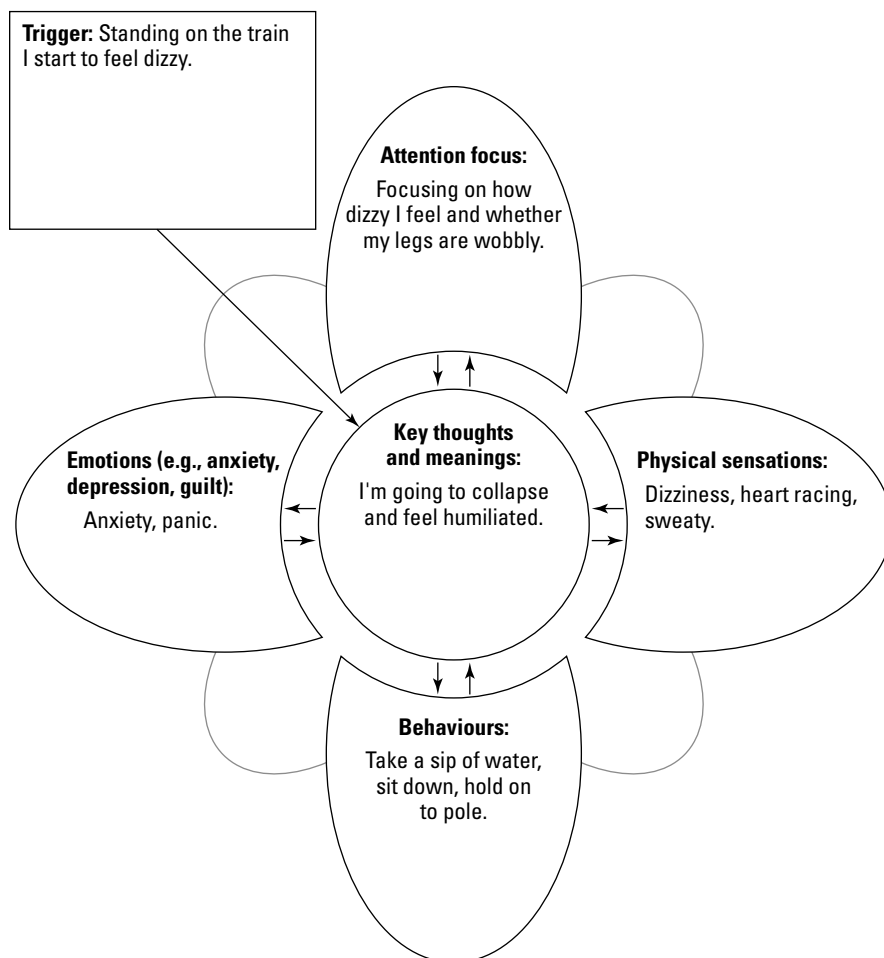 Trigger: Standing on the train
I start to feel dizzy.
Attention focus:
Focusing on how
dizzy I feel and whether
my legs are wobbly.
Emotions (e.g., anxiety,
depression, guilt):
Anxiety, panic.
Key thoughts
and meanings:
I'm going to collapse
and feel humiliated.
Physical sensations:
Dizziness, heart racing,
sweaty.
Behaviours:
Take a sip of water,
sit down, hold on
to pole.